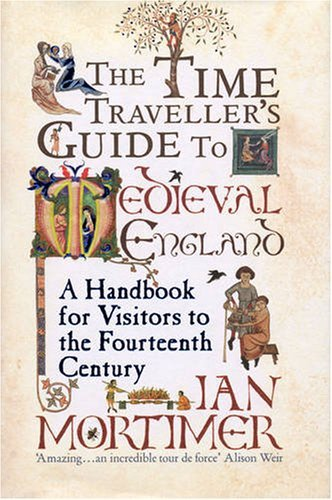 THE TIME
TRAVELLER'S
GUIDE TO
MEDIEVAL
ENGLAND
A Handbook
for Visitors to
the Fourteenth
Century
IAN
MORTIMER
'Amazing...an incredible tour de force' Alison Weir